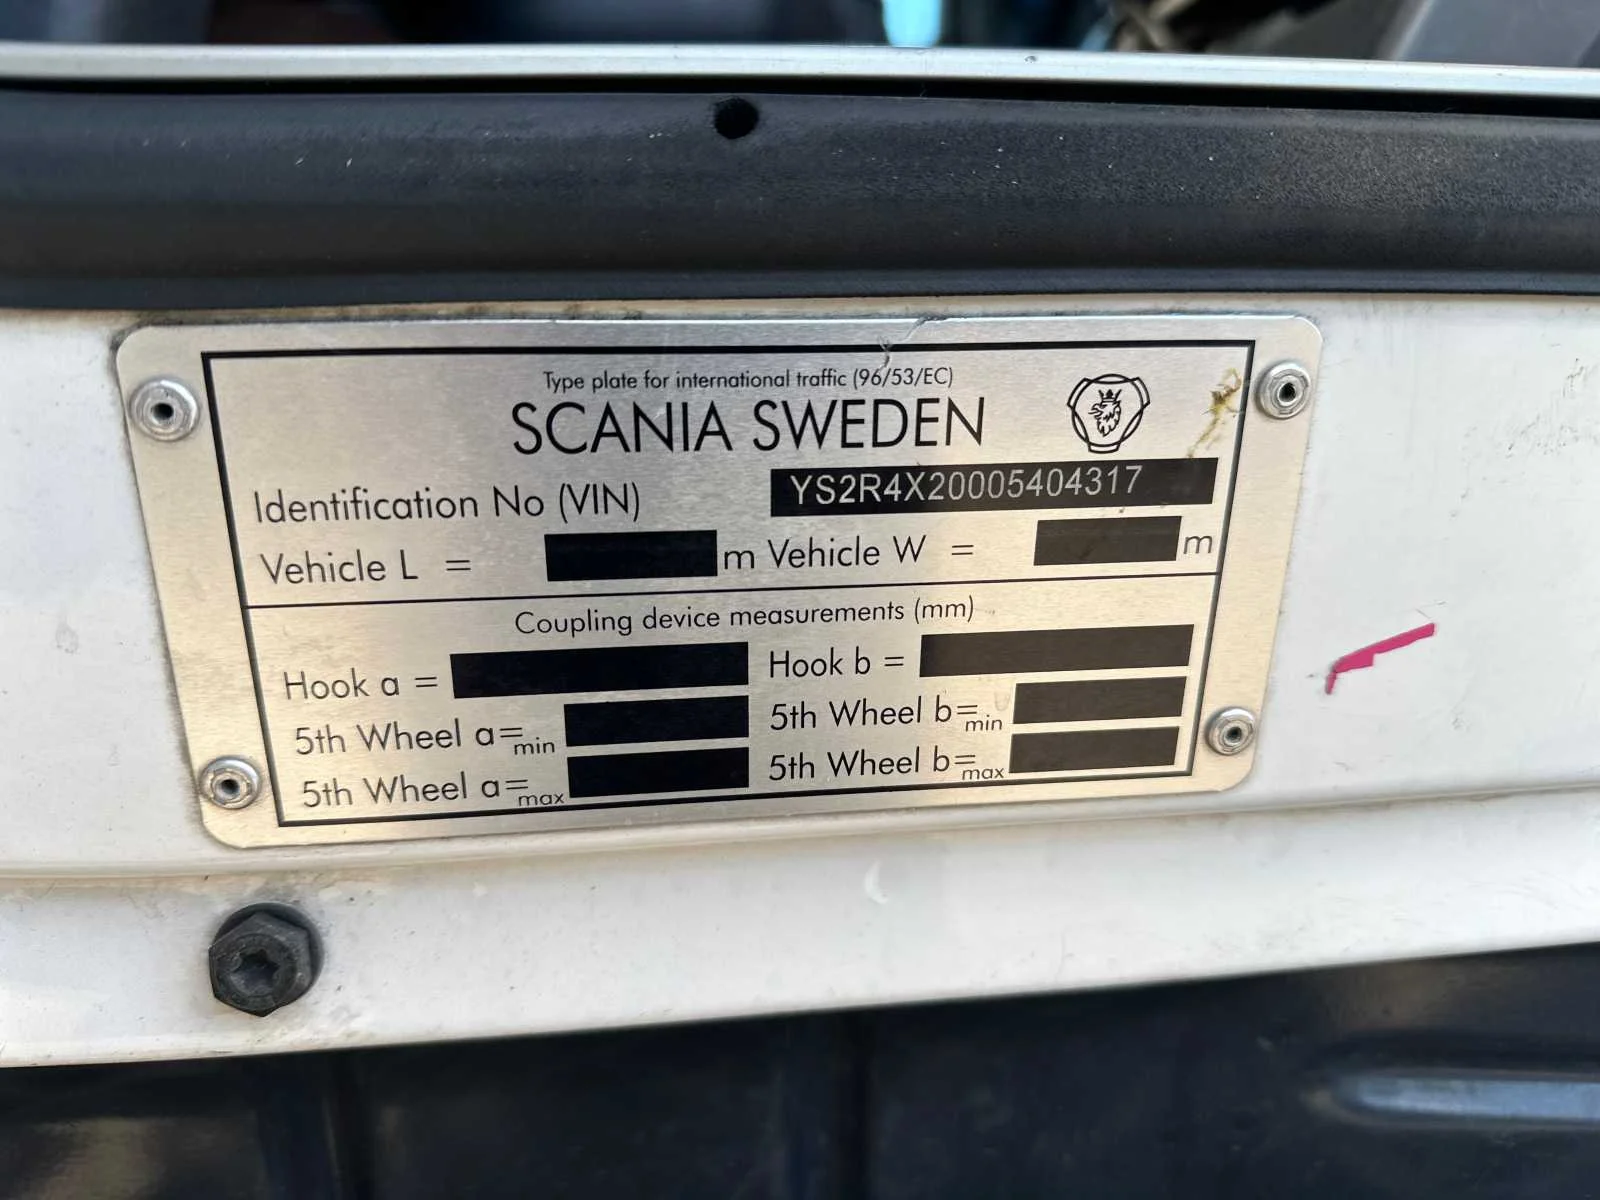 Type plate for international traffic (96/53/EC)
SCANIA SWEDEN
Identification No (VIN) YS2R4X20005404317
Vehicle L = m Vehicle W = m
Coupling device measurements (mm)
Hook a = Hook b =
5th Wheel a=min 5th Wheel b=min
5th Wheel a=max 5th Wheel b=max